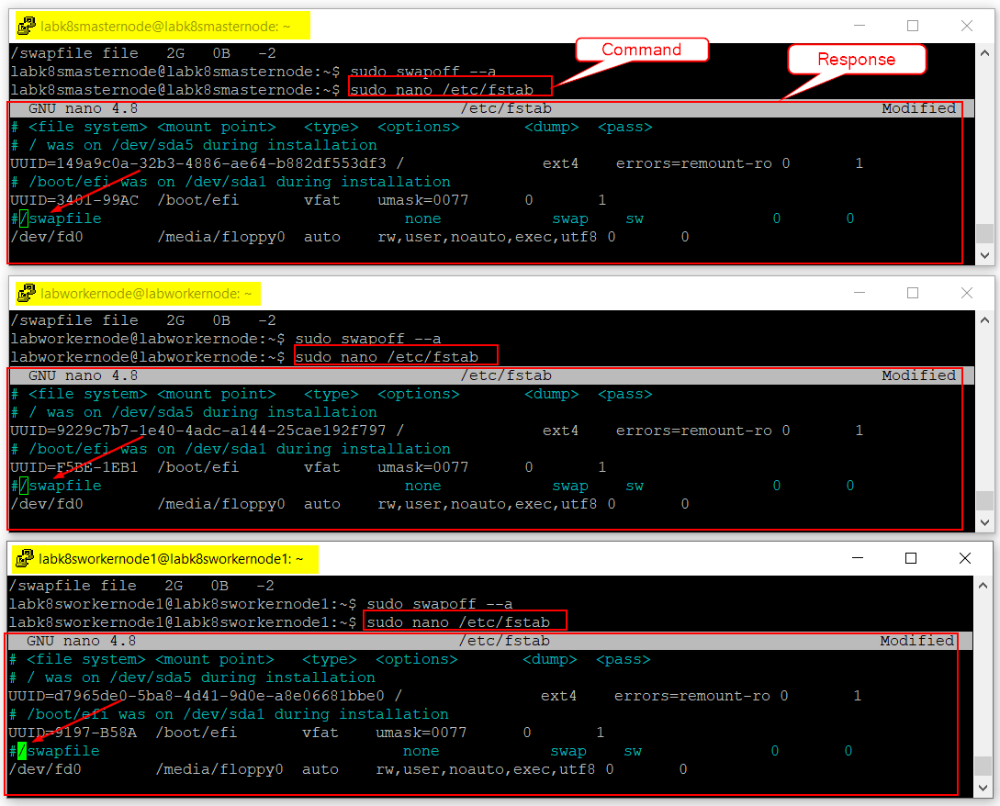 labk8smasternode@labk8smasternode: ~
/swapfile file   2G   0B   -2
labk8smasternode@labk8smasternode:~$ sudo swapoff --a
Command
labk8smasternode@labk8smasternode:~$ sudo nano /etc/fstab
Response
GNU nano 4.8 /etc/fstab Modified
# <file system> <mount point>   <type>  <options>       <dump>  <pass>
# / was on /dev/sda5 during installation
UUID=149a9c0a-32b3-4886-ae64-b882df553df3 /               ext4    errors=remount-ro 0       1
# /boot/efi was on /dev/sda1 during installation
UUID=3401-99AC  /boot/efi       vfat    umask=0077      0       1
#/swapfile                                 none            swap    sw              0       0
/dev/fd0        /media/floppy0  auto    rw,user,noauto,exec,utf8 0       0
labworkernode@labworkernode: ~
/swapfile file   2G   0B   -2
labworkernode@labworkernode:~$ sudo swapoff --a
labworkernode@labworkernode:~$ sudo nano /etc/fstab
GNU nano 4.8 /etc/fstab Modified
# <file system> <mount point>   <type>  <options>       <dump>  <pass>
# / was on /dev/sda5 during installation
UUID=9229c7b7-1e40-4adc-a144-25cae192f797 /               ext4    errors=remount-ro 0       1
# /boot/efi was on /dev/sda1 during installation
UUID=F5BE-1EB1  /boot/efi       vfat    umask=0077      0       1
#/swapfile                                 none            swap    sw              0       0
/dev/fd0        /media/floppy0  auto    rw,user,noauto,exec,utf8 0       0
labk8sworkernode1@labk8sworkernode1: ~
/swapfile file   2G   0B   -2
labk8sworkernode1@labk8sworkernode1:~$ sudo swapoff --a
labk8sworkernode1@labk8sworkernode1:~$ sudo nano /etc/fstab
GNU nano 4.8 /etc/fstab Modified
# <file system> <mount point>   <type>  <options>       <dump>  <pass>
# / was on /dev/sda5 during installation
UUID=d7965de0-5ba8-4d41-9d0e-a8e06681bbe0 /               ext4    errors=remount-ro 0       1
# /boot/efi was on /dev/sda1 during installation
UUID=9197-B58A  /boot/efi       vfat    umask=0077      0       1
#/swapfile                                 none            swap    sw              0       0
/dev/fd0        /media/floppy0  auto    rw,user,noauto,exec,utf8 0       0